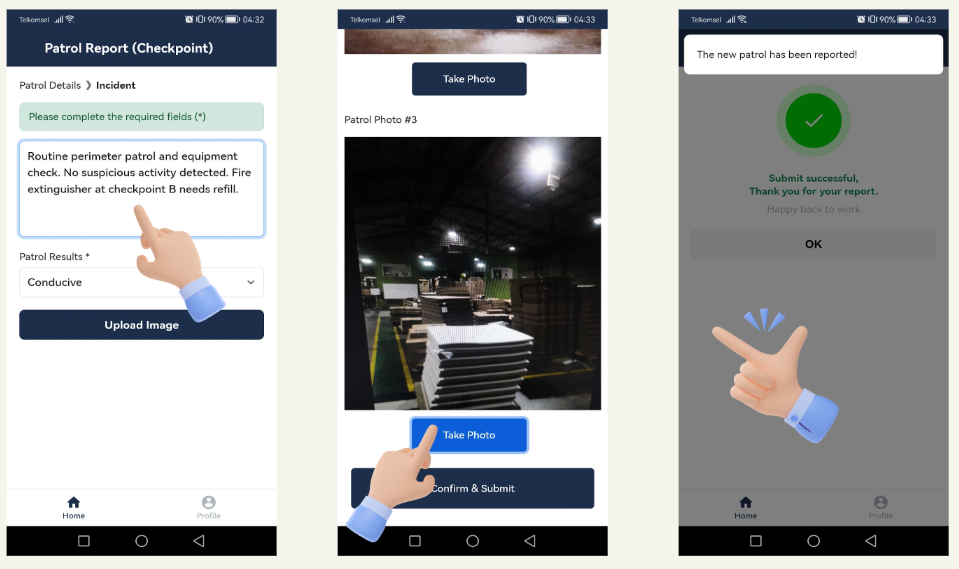 Telkomsel 90% 04:32
Patrol Report (Checkpoint)
Patrol Details ❯ Incident
Please complete the required fields (*)
Routine perimeter patrol and equipment
check. No suspicious activity detected. Fire
extinguisher at checkpoint B needs refill.
Patrol Results *
Conducive
Upload Image
Home Profile
Telkomsel 90% 04:33
Take Photo
Patrol Photo #3
Take Photo
Confirm & Submit
Telkomsel 90% 04:33
The new patrol has been reported!
Submit successful,
Thank you for your report.
Happy back to work
OK
Home Profile